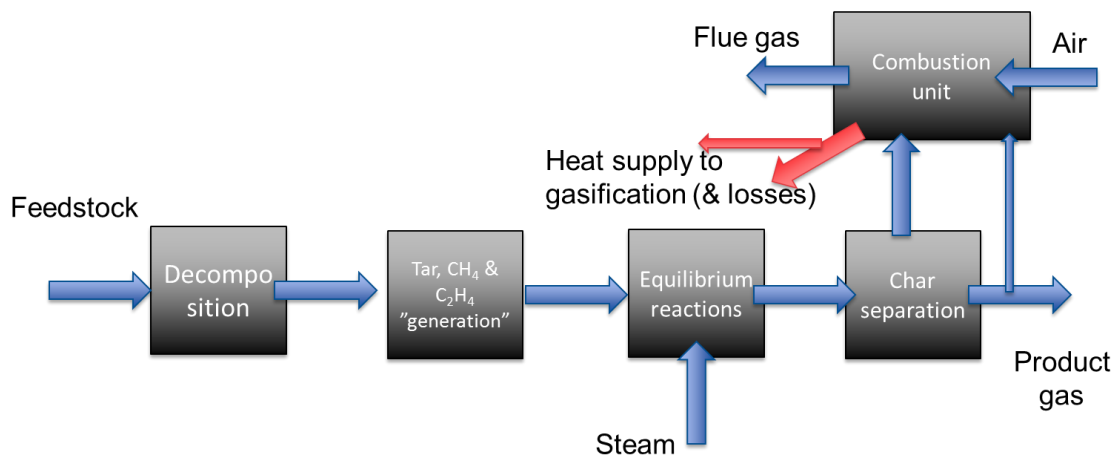 Flue gas
Combustion
unit
Air
Heat supply to
gasification (& losses)
Feedstock
Decompo
sition
Tar, CH₄ &
C₂H₄
”generation”
Equilibrium
reactions
Char
separation
Product
gas
Steam